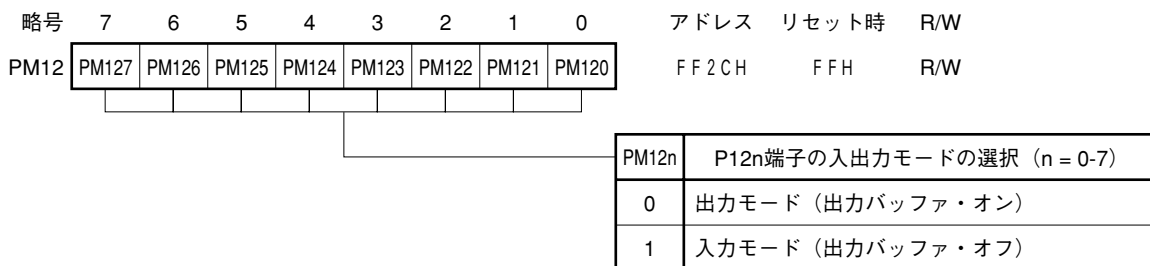 略号 7 6 5 4 3 2 1 0 アドレス リセット時 R/W
PM12 PM127 PM126 PM125 PM124 PM123 PM122 PM121 PM120 FF2CH FFH R/W
PM12n P12n端子の入出力モードの選択（n = 0-7）
0 出力モード（出力バッファ・オン）
1 入力モード（出力バッファ・オフ）